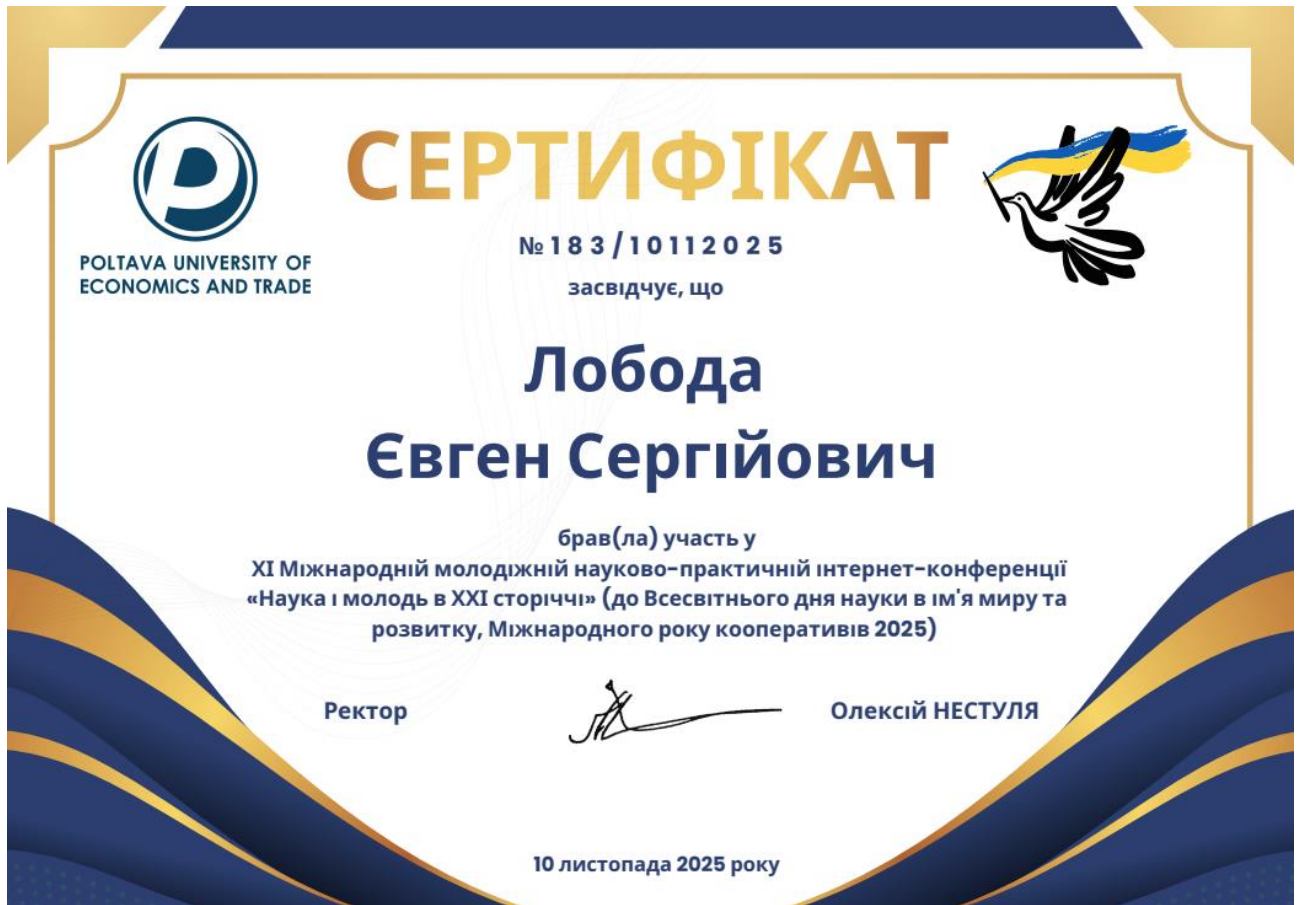 СЕРТИФІКАТ
POLTAVA UNIVERSITY OF
ECONOMICS AND TRADE
№183/10112025
засвідчує, що
Лобода
Євген Сергійович
брав(ла) участь у
XI Міжнародній молодіжній науково-практичній інтернет-конференції
«Наука і молодь в XXI сторіччі» (до Всесвітнього дня науки в ім'я миру та
розвитку, Міжнародного року кооперативів 2025)
Ректор
Олексій НЕСТУЛЯ
10 листопада 2025 року